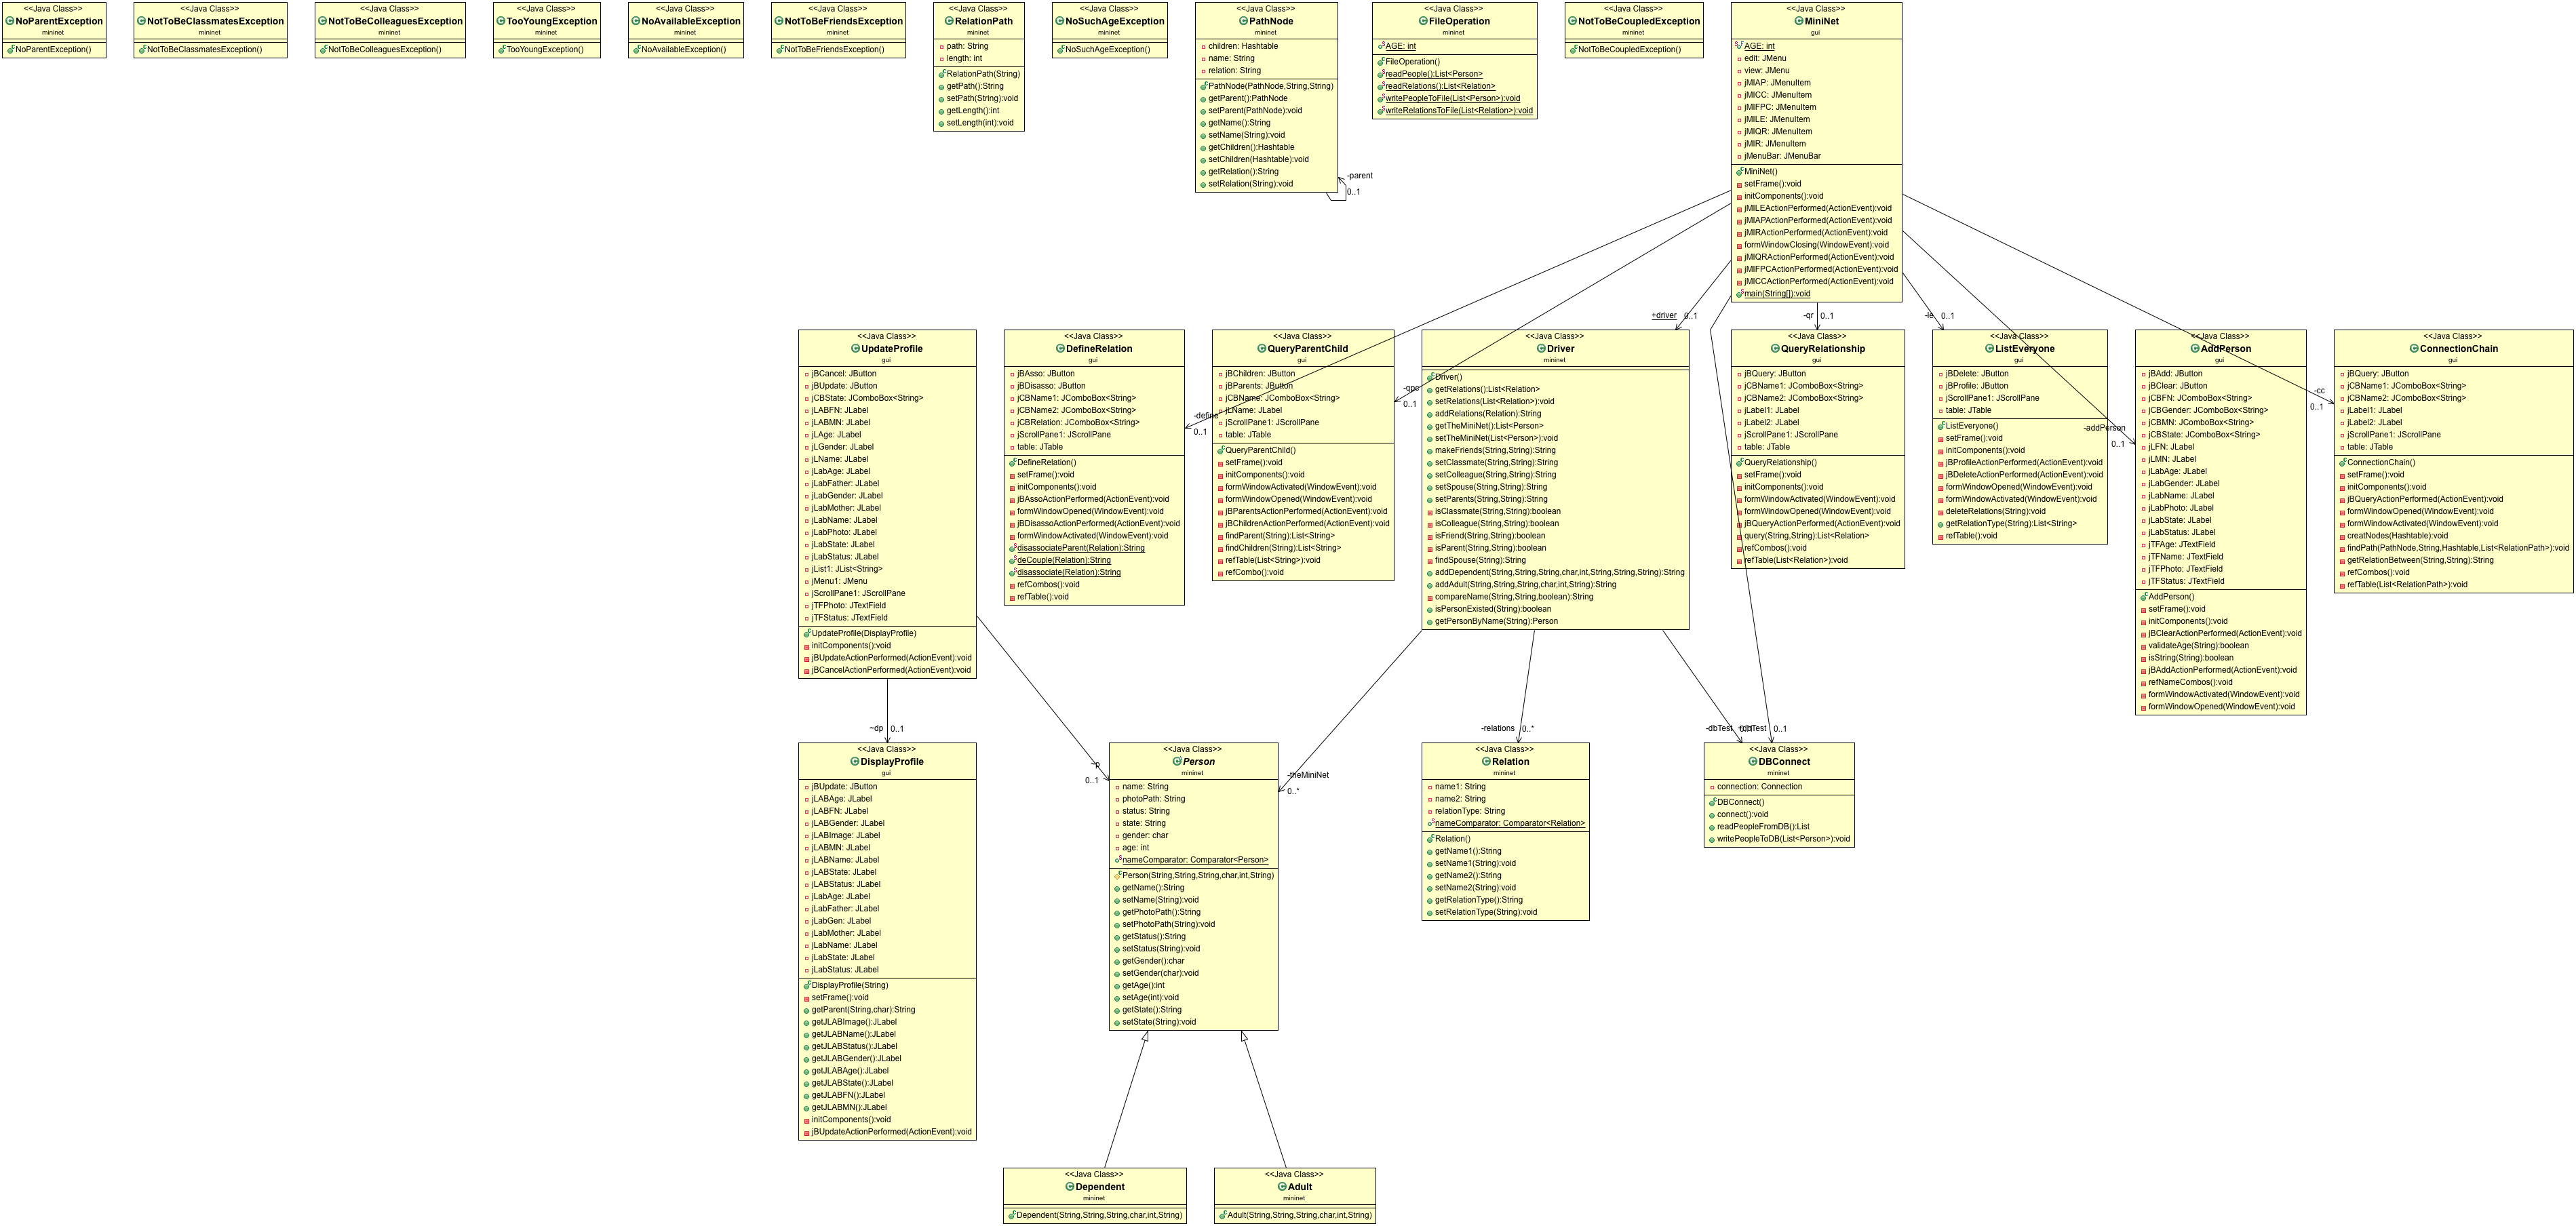 <<Java Class>>
NoParentException
mininet
NoParentException()
<<Java Class>>
NotToBeClassmatesException
mininet
NotToBeClassmatesException()
<<Java Class>>
NotToBeColleaguesException
mininet
NotToBeColleaguesException()
<<Java Class>>
TooYoungException
mininet
TooYoungException()
<<Java Class>>
NoAvailableException
mininet
NoAvailableException()
<<Java Class>>
NotToBeFriendsException
mininet
NotToBeFriendsException()
<<Java Class>>
RelationPath
mininet
path: String
length: int
RelationPath(String)
getPath():String
setPath(String):void
getLength():int
setLength(int):void
<<Java Class>>
NoSuchAgeException
mininet
NoSuchAgeException()
<<Java Class>>
PathNode
mininet
children: Hashtable
name: String
relation: String
PathNode(PathNode,String,String)
getParent():PathNode
setParent(PathNode):void
getName():String
setName(String):void
getChildren():Hashtable
setChildren(Hashtable):void
getRelation():String
setRelation(String):void
-parent
0..1
<<Java Class>>
FileOperation
mininet
AGE: int
FileOperation()
readPeople():List<Person>
readRelations():List<Relation>
writePeopleToFile(List<Person>):void
writeRelationsToFile(List<Relation>):void
<<Java Class>>
NotToBeCoupledException
mininet
NotToBeCoupledException()
<<Java Class>>
MiniNet
gui
AGE: int
edit: JMenu
view: JMenu
jMIAP: JMenuItem
jMICC: JMenuItem
jMIFPC: JMenuItem
jMILE: JMenuItem
jMIQR: JMenuItem
jMIR: JMenuItem
jMenuBar: JMenuBar
MiniNet()
setFrame():void
initComponents():void
jMILEActionPerformed(ActionEvent):void
jMIAPActionPerformed(ActionEvent):void
jMIRActionPerformed(ActionEvent):void
formWindowClosing(WindowEvent):void
jMIQRActionPerformed(ActionEvent):void
jMIFPCActionPerformed(ActionEvent):void
jMICCActionPerformed(ActionEvent):void
main(String[]):void
+driver
0..1
-qr
0..1
-le
0..1
<<Java Class>>
UpdateProfile
gui
jBCancel: JButton
jBUpdate: JButton
jCBState: JComboBox<String>
jLABFN: JLabel
jLABMN: JLabel
jLAge: JLabel
jLGender: JLabel
jLName: JLabel
jLabAge: JLabel
jLabFather: JLabel
jLabGender: JLabel
jLabMother: JLabel
jLabName: JLabel
jLabPhoto: JLabel
jLabState: JLabel
jLabStatus: JLabel
jList1: JList<String>
jMenu1: JMenu
jScrollPane1: JScrollPane
jTFPhoto: JTextField
jTFStatus: JTextField
UpdateProfile(DisplayProfile)
initComponents():void
jBUpdateActionPerformed(ActionEvent):void
jBCancelActionPerformed(ActionEvent):void
<<Java Class>>
DefineRelation
gui
jBAsso: JButton
jBDisasso: JButton
jCBName1: JComboBox<String>
jCBName2: JComboBox<String>
jCBRelation: JComboBox<String>
jScrollPane1: JScrollPane
table: JTable
DefineRelation()
setFrame():void
initComponents():void
jBAssoActionPerformed(ActionEvent):void
formWindowOpened(WindowEvent):void
jBDisassoActionPerformed(ActionEvent):void
formWindowActivated(WindowEvent):void
disassociateParent(Relation):String
deCouple(Relation):String
disassociate(Relation):String
refCombos():void
refTable():void
-define
0..1
<<Java Class>>
QueryParentChild
gui
jBChildren: JButton
jBParents: JButton
jCBName: JComboBox<String>
jLName: JLabel
jScrollPane1: JScrollPane
table: JTable
QueryParentChild()
setFrame():void
initComponents():void
formWindowActivated(WindowEvent):void
formWindowOpened(WindowEvent):void
jBParentsActionPerformed(ActionEvent):void
jBChildrenActionPerformed(ActionEvent):void
findParent(String):List<String>
findChildren(String):List<String>
refTable(List<String>):void
refCombo():void
-qpc
0..1
<<Java Class>>
Driver
mininet
Driver()
getRelations():List<Relation>
setRelations(List<Relation>):void
addRelations(Relation):String
getTheMiniNet():List<Person>
setTheMiniNet(List<Person>):void
makeFriends(String,String):String
setClassmate(String,String):String
setColleague(String,String):String
setSpouse(String,String):String
setParents(String,String):String
isClassmate(String,String):boolean
isColleague(String,String):boolean
isFriend(String,String):boolean
isParent(String,String):boolean
findSpouse(String):String
addDependent(String,String,String,char,int,String,String,String):String
addAdult(String,String,String,char,int,String):String
compareName(String,String,boolean):String
isPersonExisted(String):boolean
getPersonByName(String):Person
<<Java Class>>
QueryRelationship
gui
jBQuery: JButton
jCBName1: JComboBox<String>
jCBName2: JComboBox<String>
jLabel1: JLabel
jLabel2: JLabel
jScrollPane1: JScrollPane
table: JTable
QueryRelationship()
setFrame():void
initComponents():void
formWindowActivated(WindowEvent):void
formWindowOpened(WindowEvent):void
jBQueryActionPerformed(ActionEvent):void
query(String,String):List<Relation>
refCombos():void
refTable(List<Relation>):void
<<Java Class>>
ListEveryone
gui
jBDelete: JButton
jBProfile: JButton
jScrollPane1: JScrollPane
table: JTable
ListEveryone()
setFrame():void
initComponents():void
jBProfileActionPerformed(ActionEvent):void
jBDeleteActionPerformed(ActionEvent):void
formWindowOpened(WindowEvent):void
formWindowActivated(WindowEvent):void
deleteRelations(String):void
getRelationType(String):List<String>
refTable():void
-addPerson
0..1
<<Java Class>>
AddPerson
gui
jBAdd: JButton
jBClear: JButton
jCBFN: JComboBox<String>
jCBGender: JComboBox<String>
jCBMN: JComboBox<String>
jCBState: JComboBox<String>
jLFN: JLabel
jLMN: JLabel
jLabAge: JLabel
jLabGender: JLabel
jLabName: JLabel
jLabPhoto: JLabel
jLabState: JLabel
jLabStatus: JLabel
jTFAge: JTextField
jTFName: JTextField
jTFPhoto: JTextField
jTFStatus: JTextField
AddPerson()
setFrame():void
initComponents():void
jBClearActionPerformed(ActionEvent):void
validateAge(String):boolean
isString(String):boolean
jBAddActionPerformed(ActionEvent):void
refNameCombos():void
formWindowActivated(WindowEvent):void
formWindowOpened(WindowEvent):void
-cc
0..1
<<Java Class>>
ConnectionChain
gui
jBQuery: JButton
jCBName1: JComboBox<String>
jCBName2: JComboBox<String>
jLabel1: JLabel
jLabel2: JLabel
jScrollPane1: JScrollPane
table: JTable
ConnectionChain()
setFrame():void
initComponents():void
jBQueryActionPerformed(ActionEvent):void
formWindowOpened(WindowEvent):void
formWindowActivated(WindowEvent):void
creatNodes(Hashtable):void
findPath(PathNode,String,Hashtable,List<RelationPath>):void
getRelationBetween(String,String):String
refCombos():void
refTable(List<RelationPath>):void
~dp
0..1
~p
0..1
-theMiniNet
0..*
-relations
0..*
-dbTest
0..1
<<Java Class>>
DisplayProfile
gui
jBUpdate: JButton
jLABAge: JLabel
jLABFN: JLabel
jLABGender: JLabel
jLABImage: JLabel
jLABMN: JLabel
jLABName: JLabel
jLABState: JLabel
jLABStatus: JLabel
jLabAge: JLabel
jLabFather: JLabel
jLabGen: JLabel
jLabMother: JLabel
jLabName: JLabel
jLabState: JLabel
jLabStatus: JLabel
DisplayProfile(String)
setFrame():void
getParent(String,char):String
getJLABImage():JLabel
getJLABName():JLabel
getJLABStatus():JLabel
getJLABGender():JLabel
getJLABAge():JLabel
getJLABState():JLabel
getJLABFN():JLabel
getJLABMN():JLabel
initComponents():void
jBUpdateActionPerformed(ActionEvent):void
<<Java Class>>
Person
mininet
name: String
photoPath: String
status: String
state: String
gender: char
age: int
nameComparator: Comparator<Person>
Person(String,String,String,char,int,String)
getName():String
setName(String):void
getPhotoPath():String
setPhotoPath(String):void
getStatus():String
setStatus(String):void
getGender():char
setGender(char):void
getAge():int
setAge(int):void
getState():String
setState(String):void
<<Java Class>>
Relation
mininet
name1: String
name2: String
relationType: String
nameComparator: Comparator<Relation>
Relation()
getName1():String
setName1(String):void
getName2():String
setName2(String):void
getRelationType():String
setRelationType(String):void
<<Java Class>>
DBConnect
mininet
connection: Connection
DBConnect()
connect():void
readPeopleFromDB():List
writePeopleToDB(List<Person>):void
<<Java Class>>
Dependent
mininet
Dependent(String,String,String,char,int,String)
<<Java Class>>
Adult
mininet
Adult(String,String,String,char,int,String)